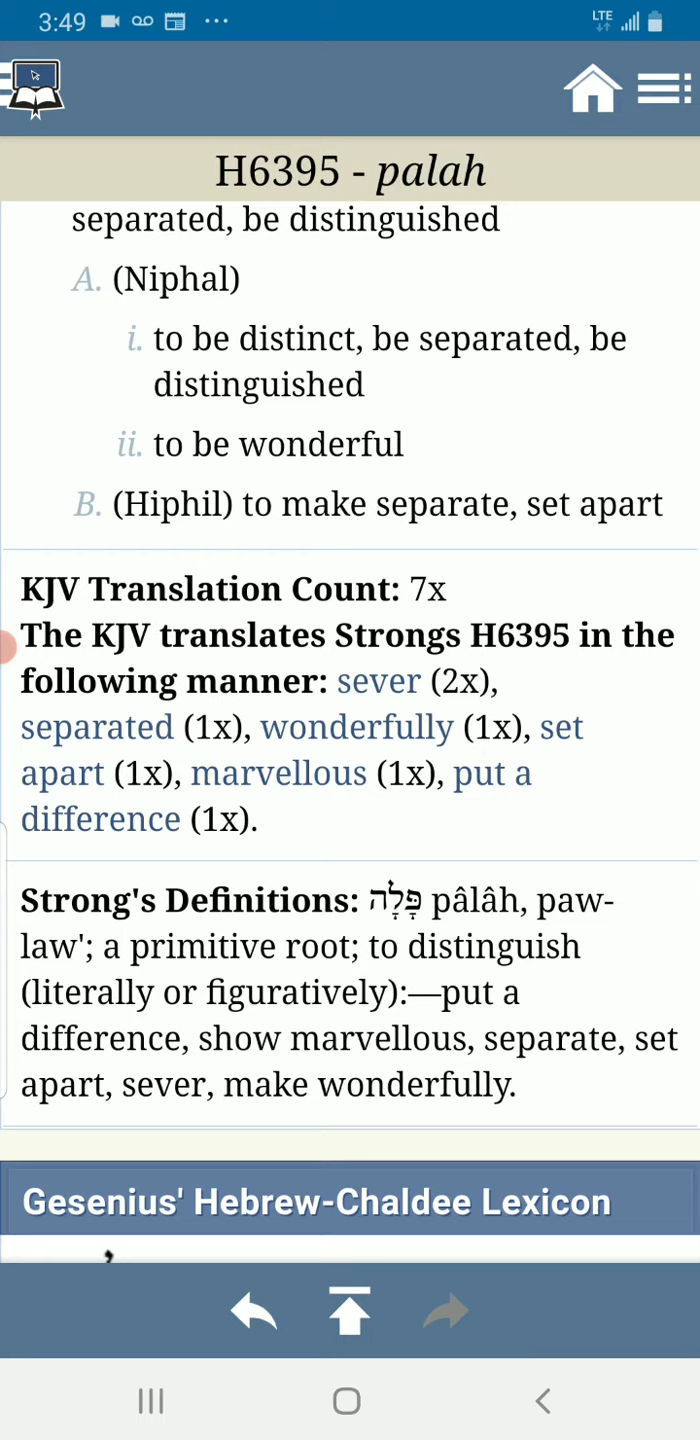 3:49
LTE
H6395 - palah
separated, be distinguished
A. (Niphal)
i. to be distinct, be separated, be
distinguished
ii. to be wonderful
B. (Hiphil) to make separate, set apart
KJV Translation Count: 7x
The KJV translates Strongs H6395 in the
following manner: sever (2x),
separated (1x), wonderfully (1x), set
apart (1x), marvellous (1x), put a
difference (1x).
Strong's Definitions: פָּלָה pâlâh, paw-
law'; a primitive root; to distinguish
(literally or figuratively):—put a
difference, show marvellous, separate, set
apart, sever, make wonderfully.
Gesenius' Hebrew-Chaldee Lexicon